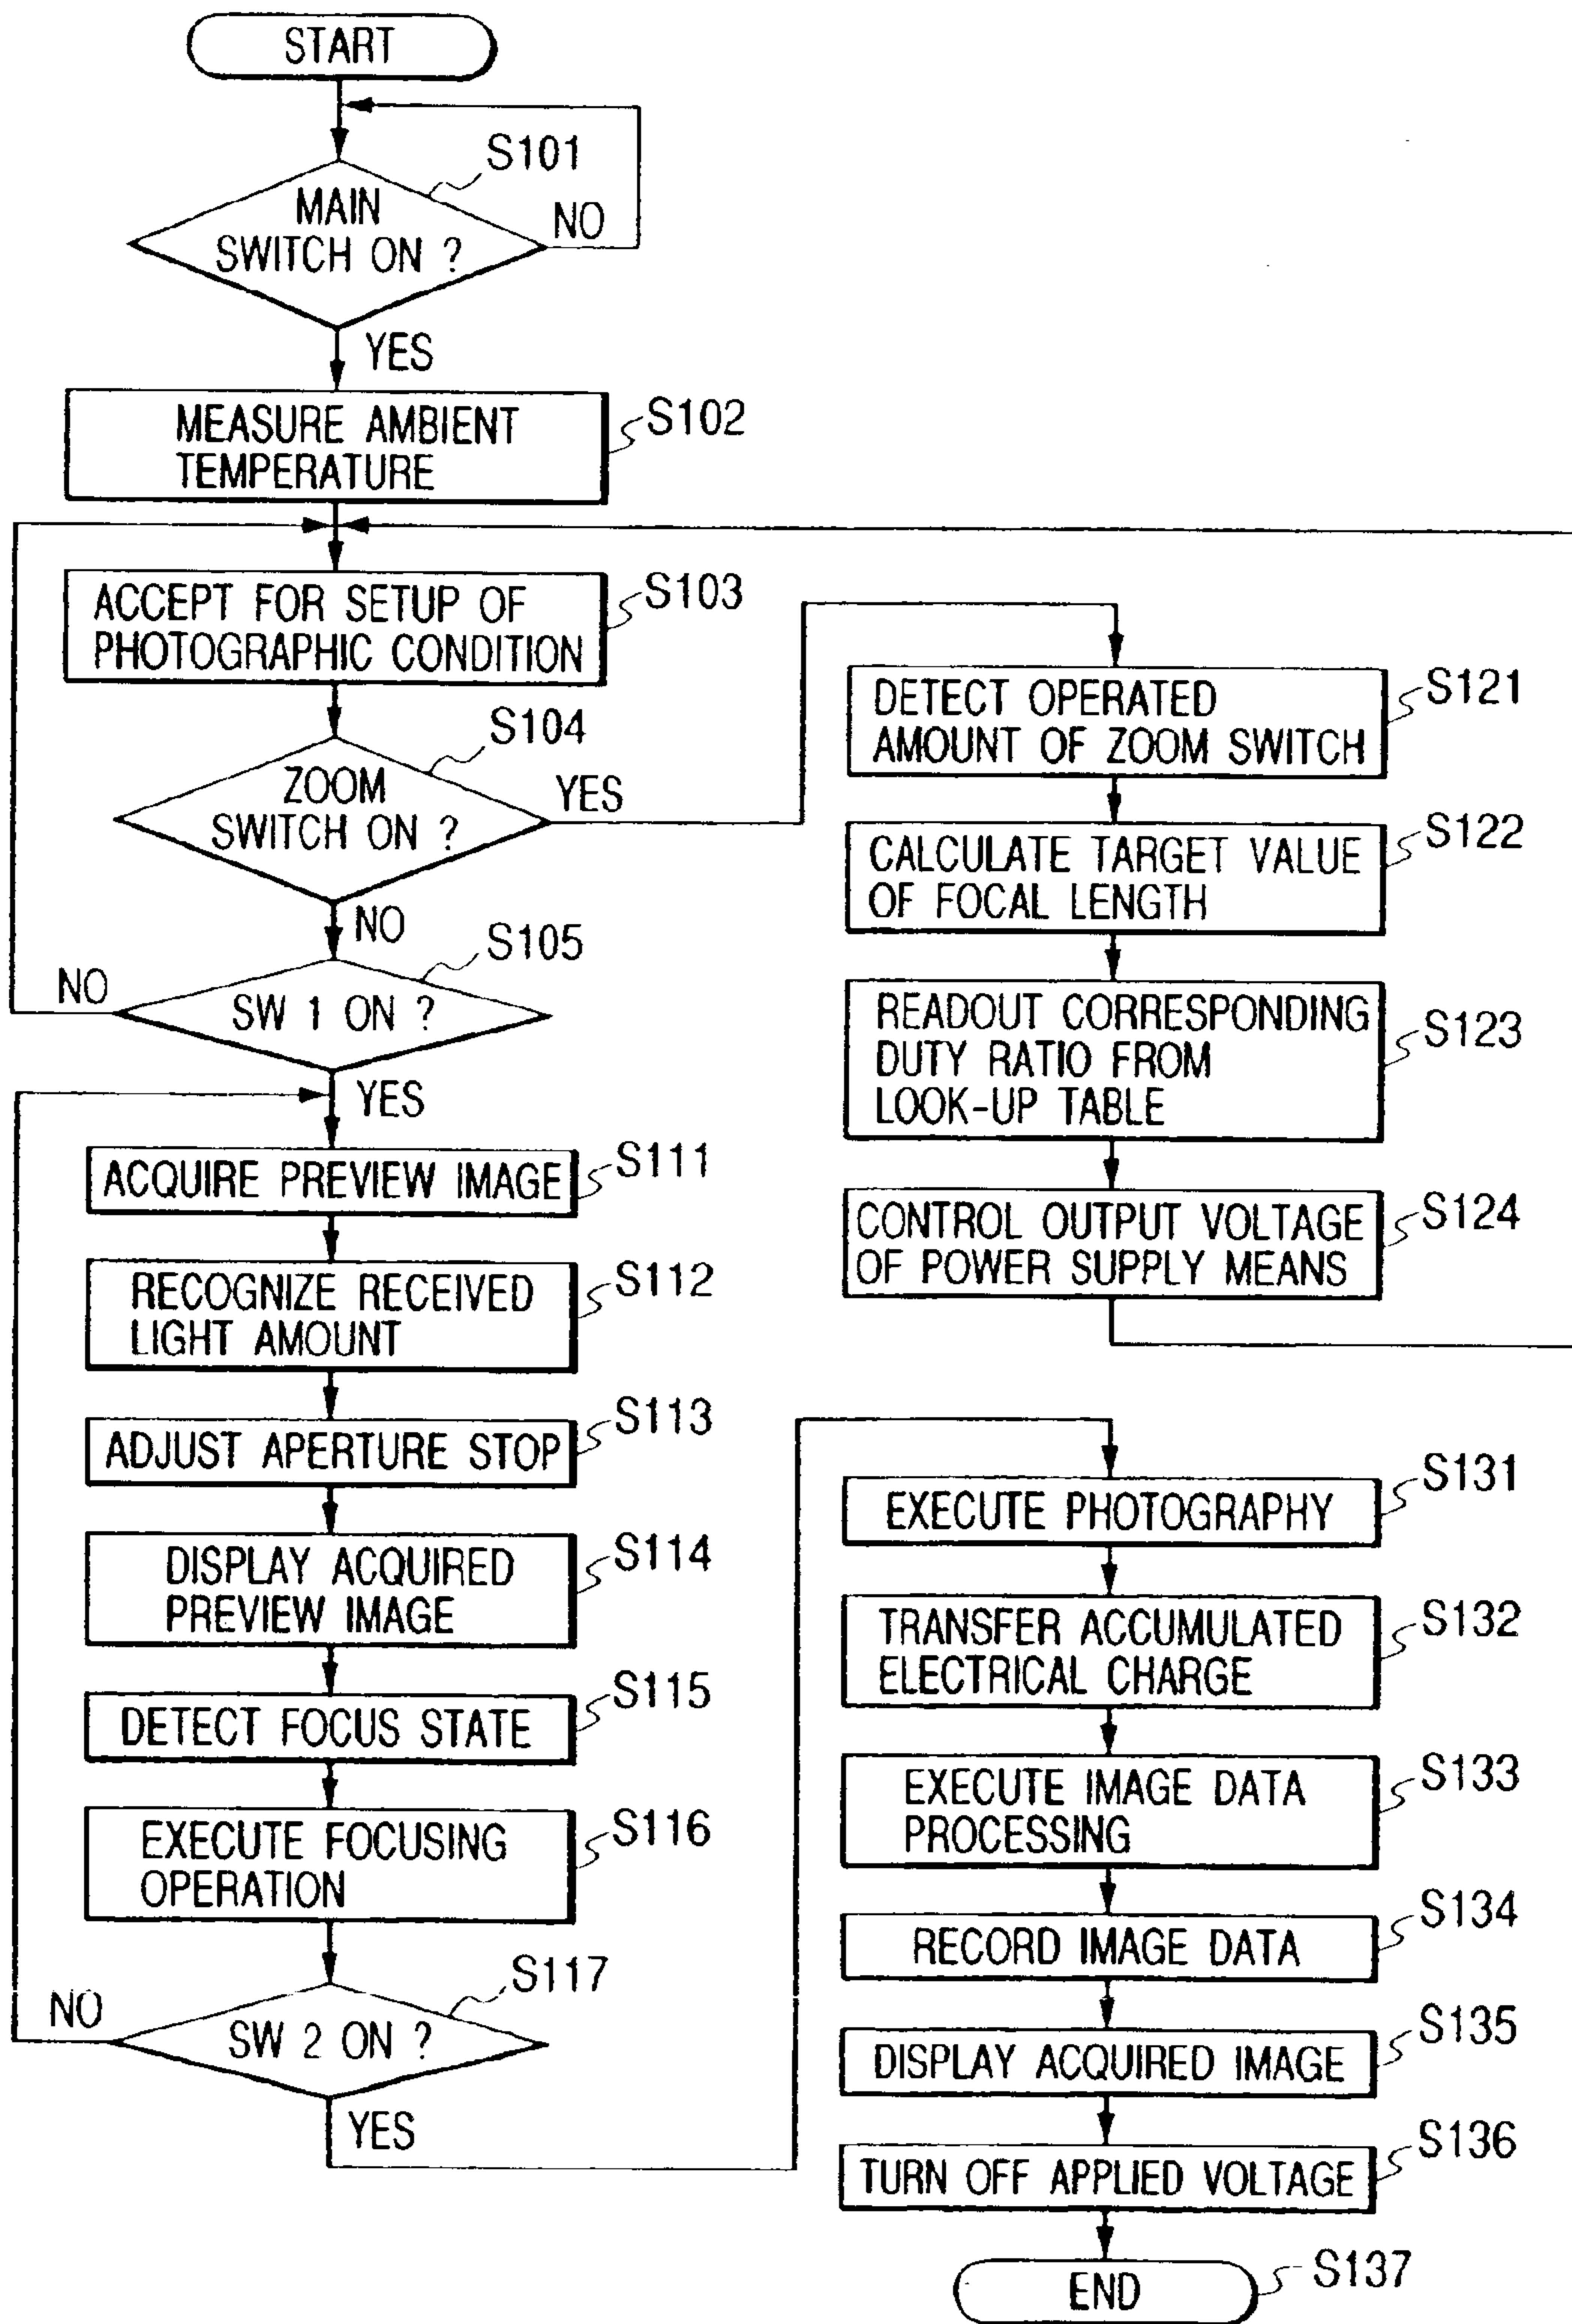 START
S101
MAIN
SWITCH ON ?
NO
YES
MEASURE AMBIENT
TEMPERATURE
S102
ACCEPT FOR SETUP OF
PHOTOGRAPHIC CONDITION
S103
S104
ZOOM
SWITCH ON ?
YES
NO
S105
SW 1 ON ?
NO
YES
ACQUIRE PREVIEW IMAGE
S111
RECOGNIZE RECEIVED
LIGHT AMOUNT
S112
ADJUST APERTURE STOP
S113
DISPLAY ACQUIRED
PREVIEW IMAGE
S114
DETECT FOCUS STATE
S115
EXECUTE FOCUSING
OPERATION
S116
S117
SW 2 ON ?
NO
YES
DETECT OPERATED
AMOUNT OF ZOOM SWITCH
S121
CALCULATE TARGET VALUE
OF FOCAL LENGTH
S122
READOUT CORRESPONDING
DUTY RATIO FROM
LOOK-UP TABLE
S123
CONTROL OUTPUT VOLTAGE
OF POWER SUPPLY MEANS
S124
EXECUTE PHOTOGRAPHY
S131
TRANSFER ACCUMULATED
ELECTRICAL CHARGE
S132
EXECUTE IMAGE DATA
PROCESSING
S133
RECORD IMAGE DATA
S134
DISPLAY ACQUIRED IMAGE
S135
TURN OFF APPLIED VOLTAGE
S136
END
S137